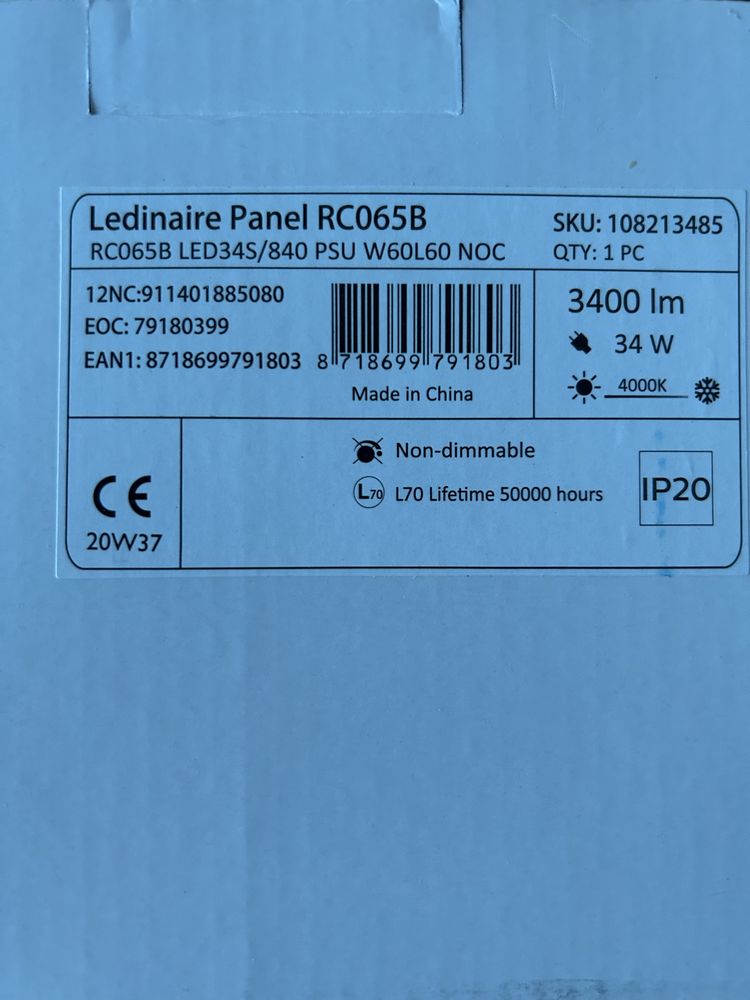 Ledinaire Panel RC065B
RC065B LED34S/840 PSU W60L60 NOC
SKU: 108213485
QTY: 1 PC
12NC:911401885080
EOC: 79180399
EAN1: 8718699791803
8 718699 791803
Made in China
3400 lm
34 W
4000K
CE
20W37
Non-dimmable
L70 L70 Lifetime 50000 hours
IP20